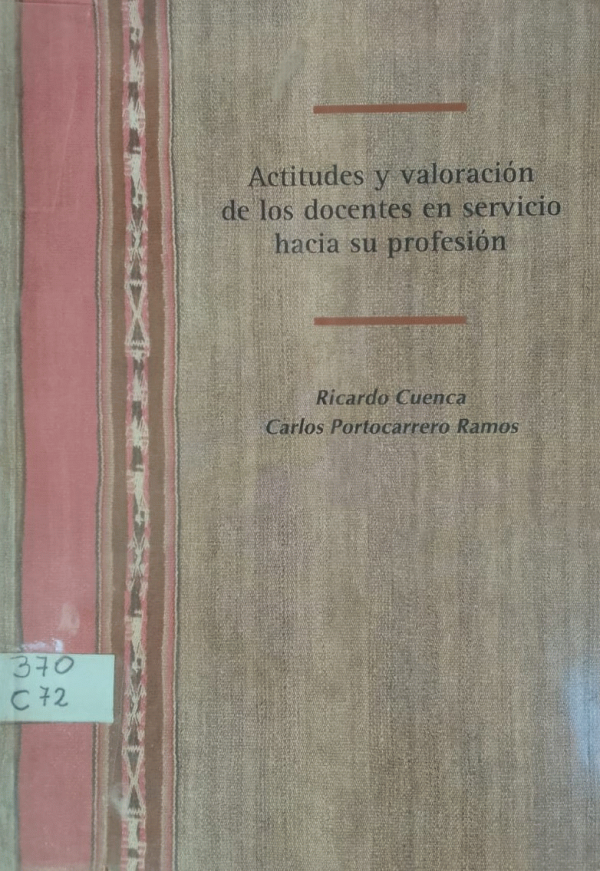 Actitudes y valoración
de los docentes en servicio
hacia su profesión
Ricardo Cuenca
Carlos Portocarrero Ramos
370
C72